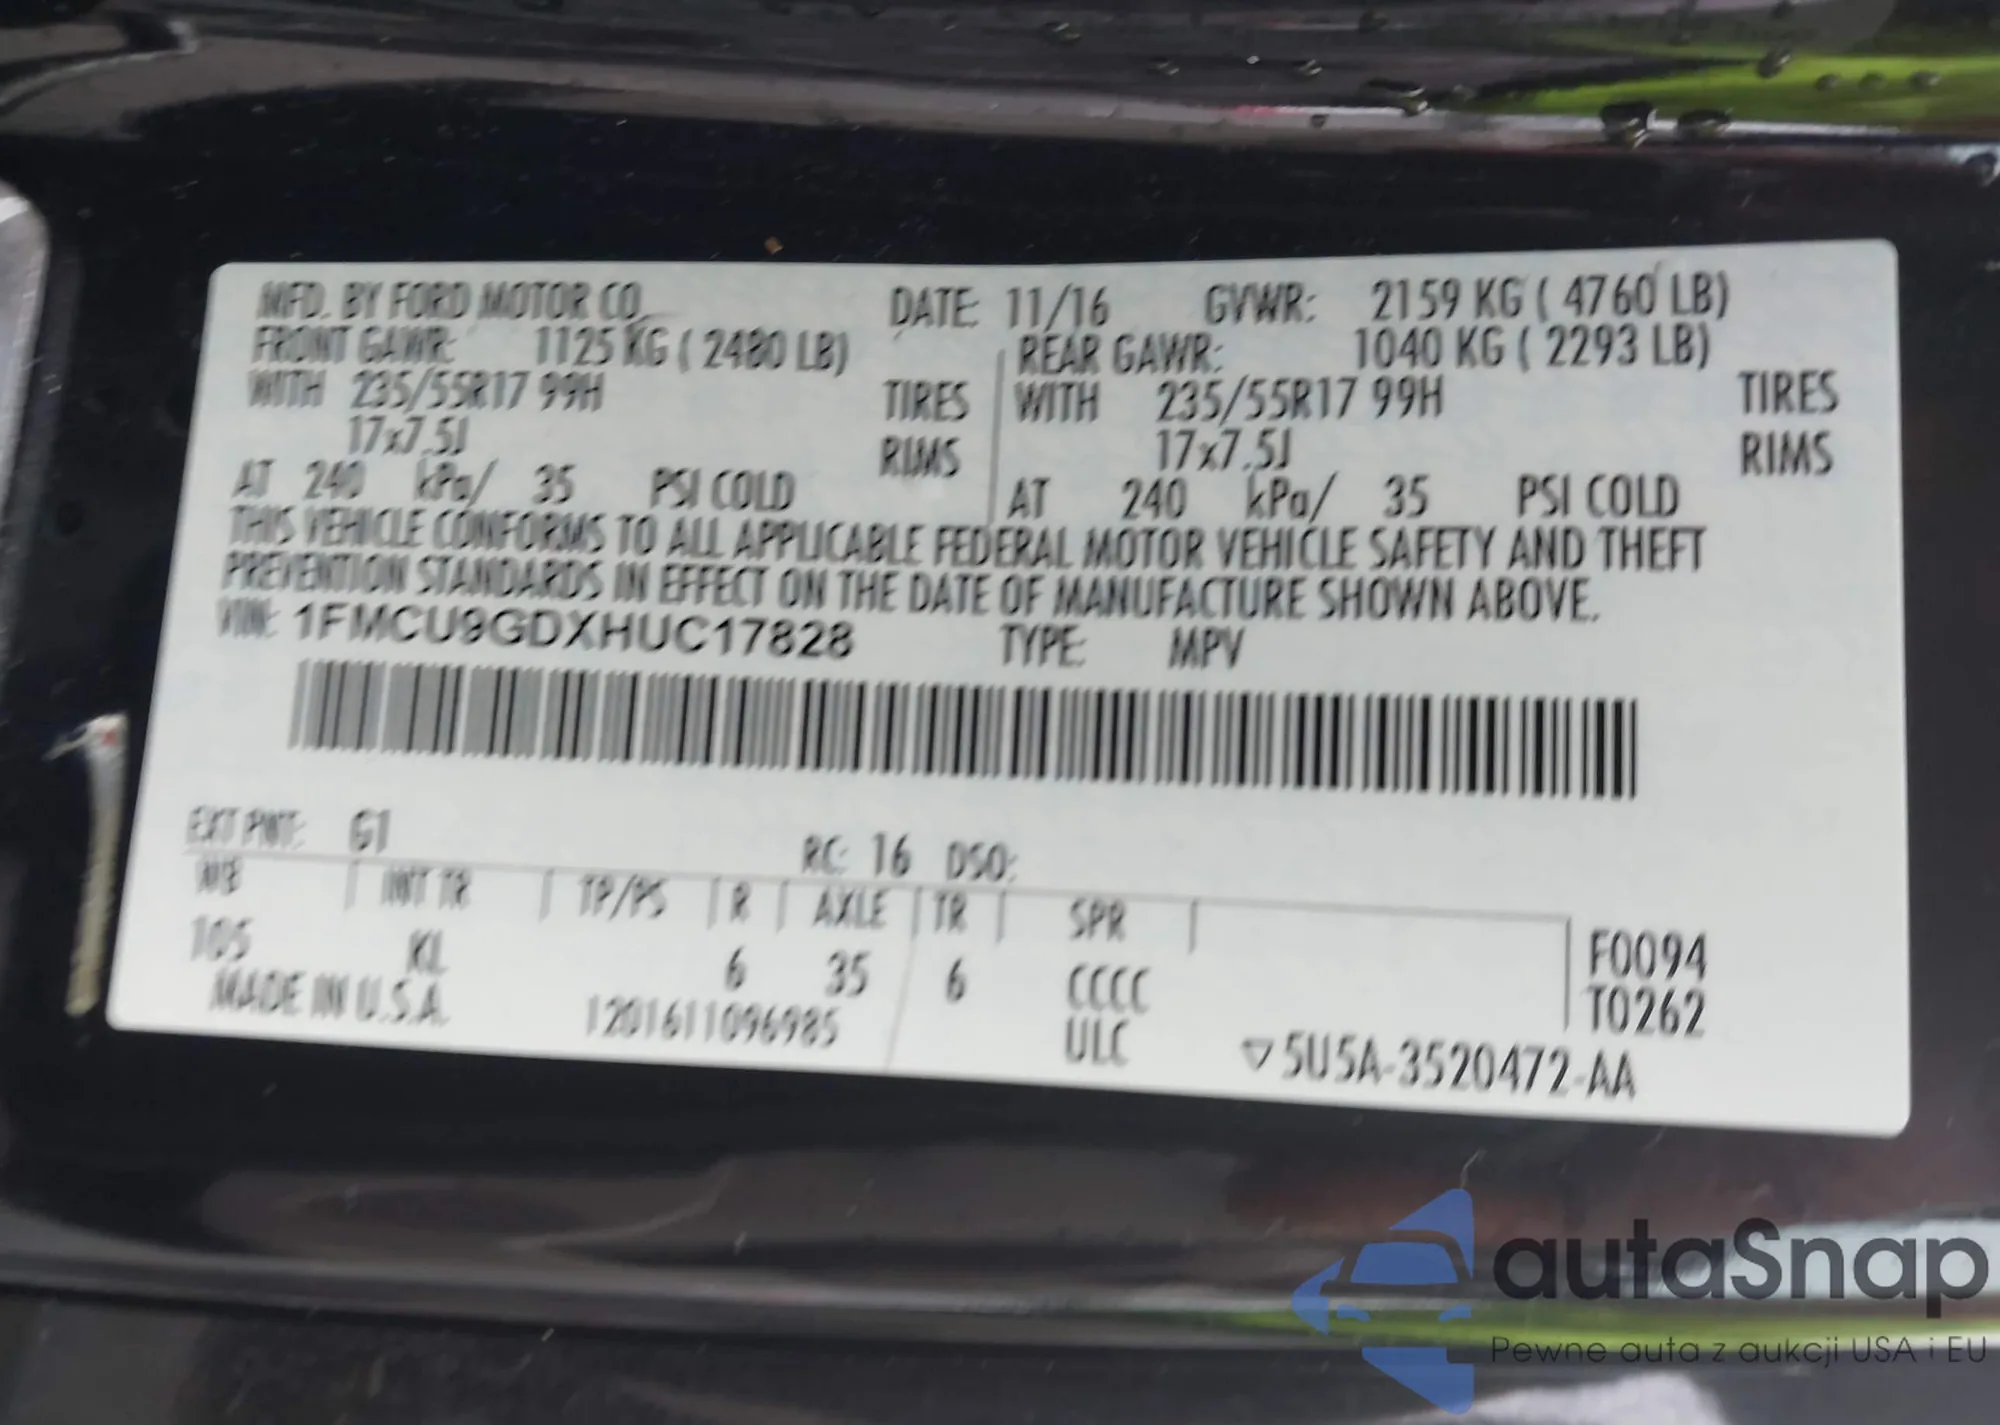 MFD. BY FORD MOTOR CO. DATE: 11/16 GVWR: 2159 KG ( 4760 LB)
FRONT GAWR: 1125 KG ( 2480 LB) REAR GAWR: 1040 KG ( 2293 LB)
WITH 235/55R17 99H TIRES WITH 235/55R17 99H TIRES
17x7.5J RIMS 17x7.5J RIMS
AT 240 kPa/ 35 PSI COLD AT 240 kPa/ 35 PSI COLD
THIS VEHICLE CONFORMS TO ALL APPLICABLE FEDERAL MOTOR VEHICLE SAFETY AND THEFT
PREVENTION STANDARDS IN EFFECT ON THE DATE OF MANUFACTURE SHOWN ABOVE.
VIN: 1FMCU9GDXHUC17828 TYPE: MPV
EXT PNT: G1 RC: 16 DSO:
WB INT TR TP/PS R AXLE TR SPR
105 KL 6 35 6 CCCC F0094
MADE IN U.S.A. 1201611096985 ULC T0262
▽5U5A-3520472-AA
autaSnap
Pewne auta z aukcji USA i EU